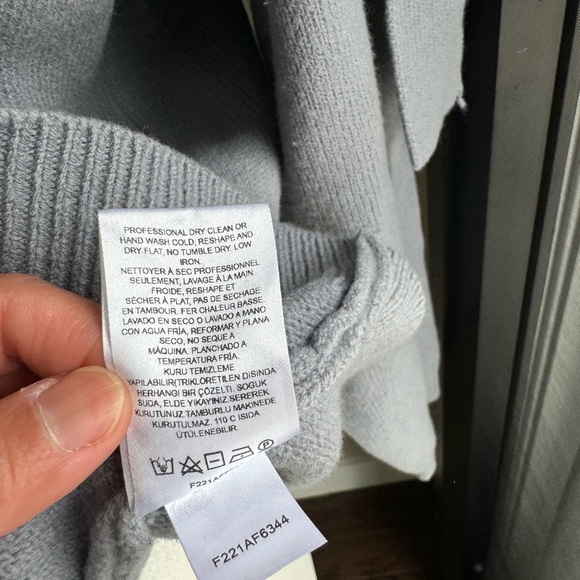 PROFESSIONAL DRY CLEAN OR
HAND WASH COLD, RESHAPE AND
DRY FLAT, NO TUMBLE DRY, LOW
IRON.
NETTOYER À SEC PROFESSIONNEL
SEULEMENT, LAVAGE À LA MAIN
FROIDE, RESHAPE ET
SÉCHER À PLAT, PAS DE SECHAGE
EN TAMBOUR. FER CHALEUR BASSE.
LAVADO EN SECO O LAVADO A MANO
CON AGUA FRÍA, REFORMAR Y PLANA
SECO, NO SEQUE A
MÁQUINA. PLANCHADO A
TEMPERATURA FRÍA.
KURU TEMIZLEME
YAPILABILIR(TRIKLORETILEN DISINDA
HERHANGI BIR ÇÖZELTI. SOGUK
SUDA, ELDE YIKAYINIZ.SEREREK
KURUTUNUZ.TAMBURLU MAKINEDE
KURUTULMAZ. 110 C ISIDA
ÜTÜLENEBILIR.
P
F221AF6344